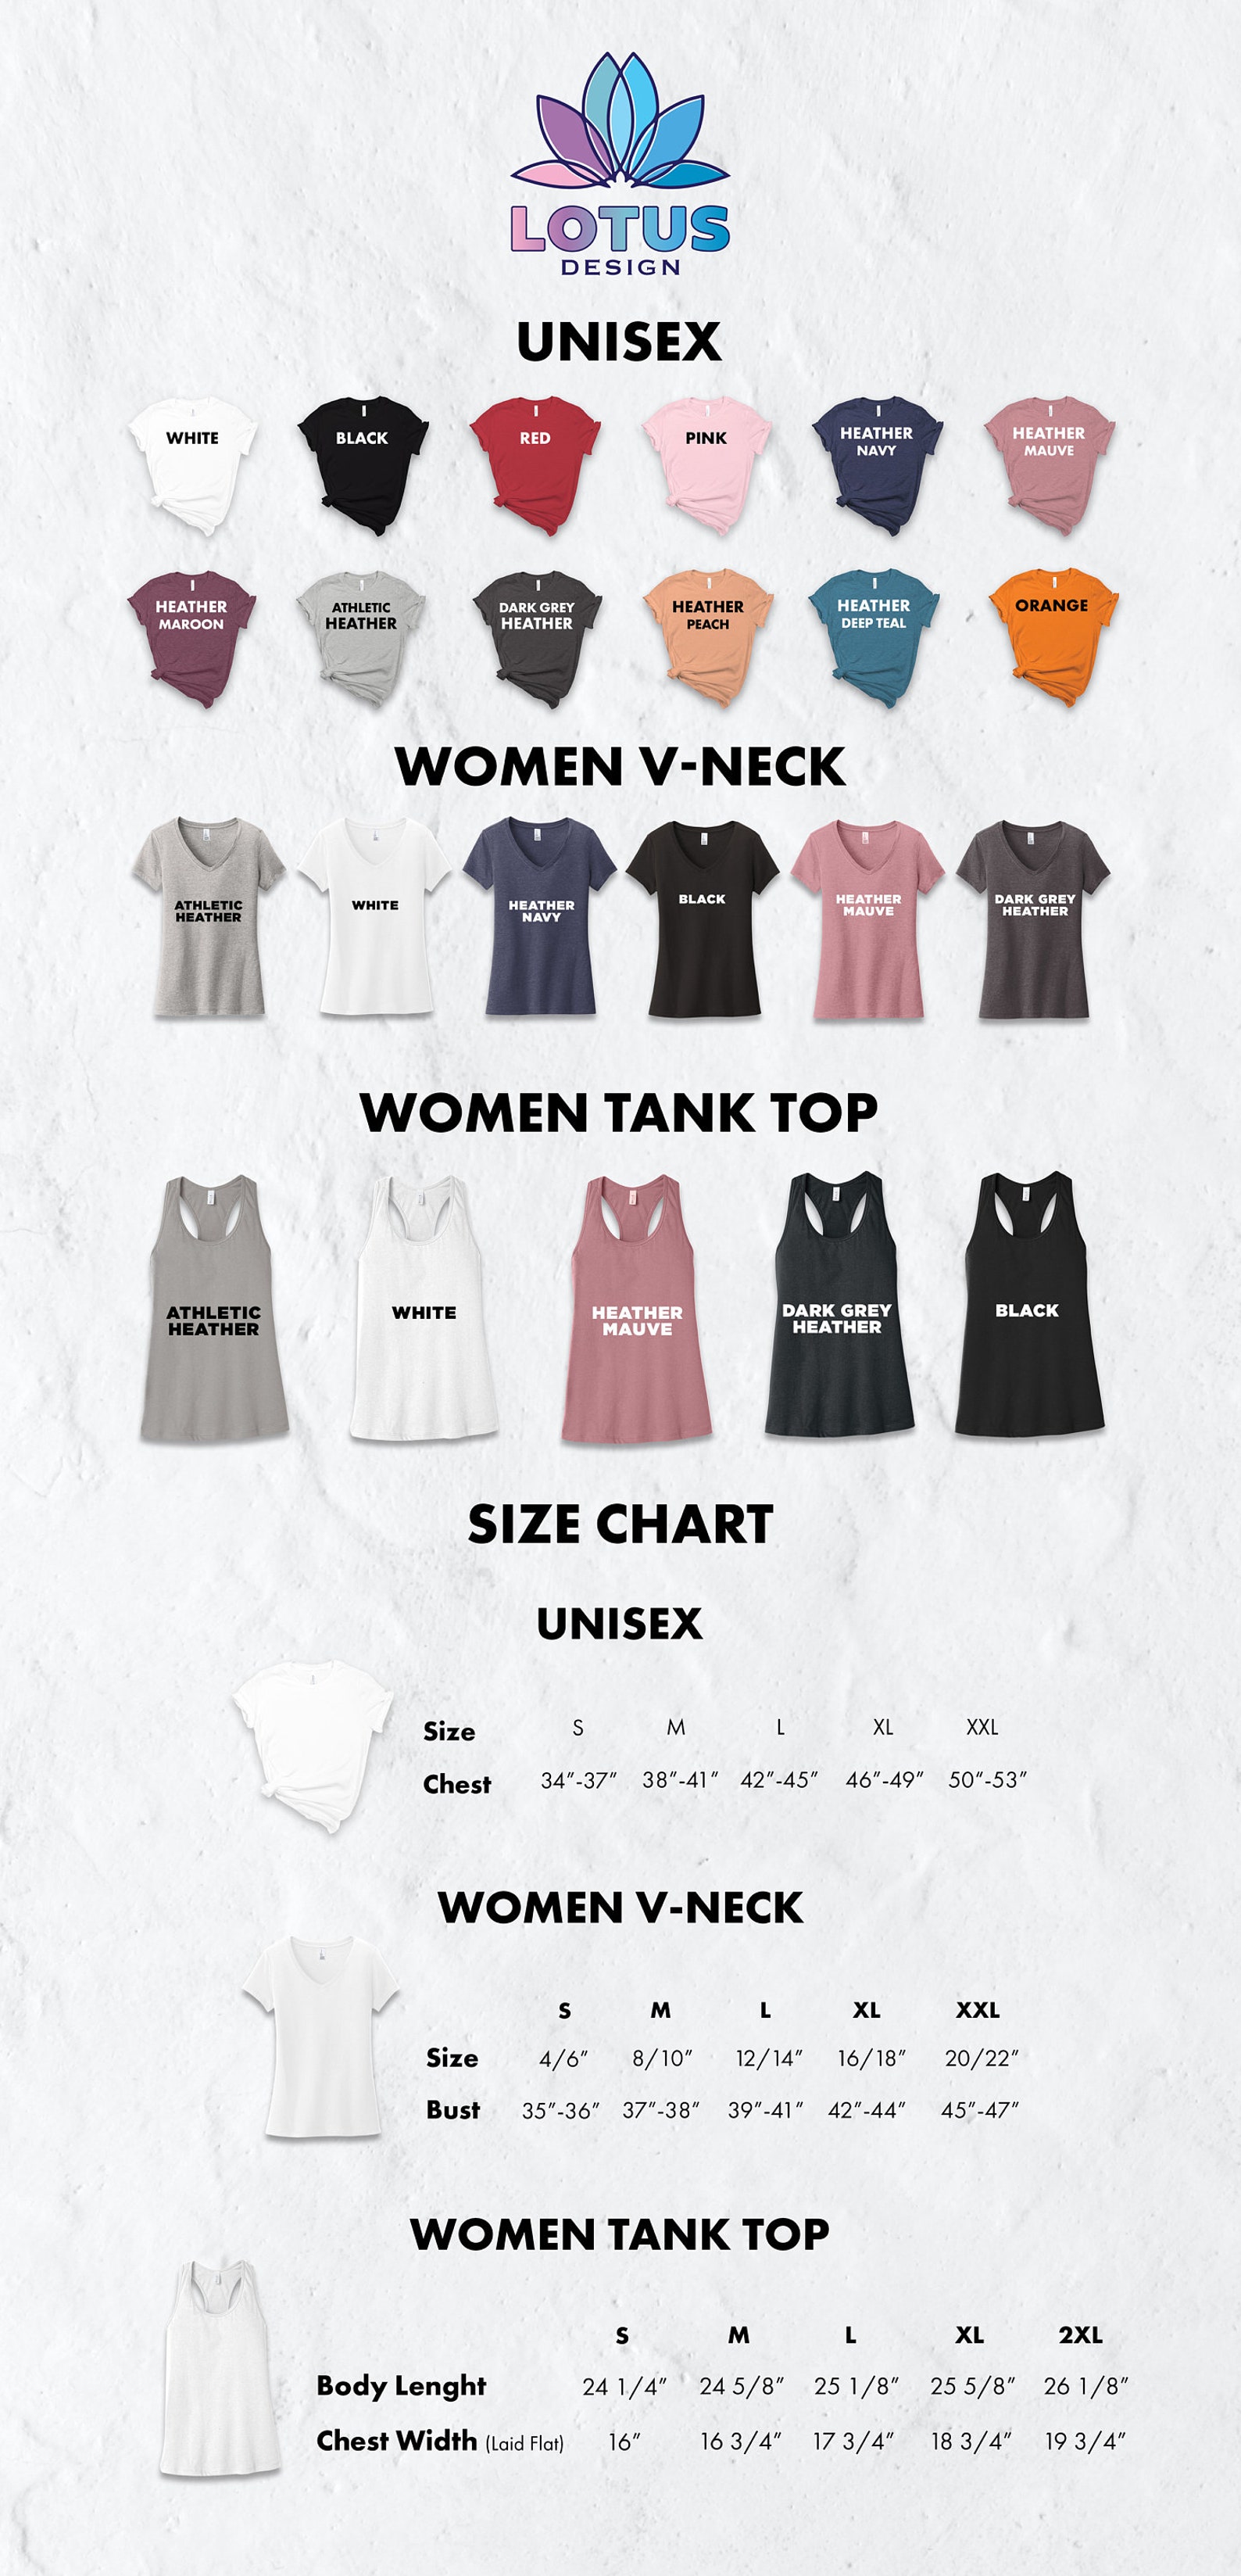 LOTUS
DESIGN
UNISEX
WHITE
BLACK
RED
PINK
HEATHER
NAVY
HEATHER
MAUVE
HEATHER
MAROON
ATHLETIC
HEATHER
DARK GREY
HEATHER
HEATHER
PEACH
HEATHER
DEEP TEAL
ORANGE
WOMEN V-NECK
ATHLETIC
HEATHER
WHITE
HEATHER
NAVY
BLACK
HEATHER
MAUVE
DARK GREY
HEATHER
WOMEN TANK TOP
ATHLETIC
HEATHER
WHITE
HEATHER
MAUVE
DARK GREY
HEATHER
BLACK
SIZE CHART
UNISEX
Size S M L XL XXL
Chest 34”-37” 38”-41” 42”-45” 46”-49” 50”-53”
WOMEN V-NECK
S M L XL XXL
Size 4/6” 8/10” 12/14” 16/18” 20/22”
Bust 35”-36” 37”-38” 39”-41” 42”-44” 45”-47”
WOMEN TANK TOP
S M L XL 2XL
Body Lenght 24 1/4” 24 5/8” 25 1/8” 25 5/8” 26 1/8”
Chest Width (Laid Flat) 16” 16 3/4” 17 3/4” 18 3/4” 19 3/4”